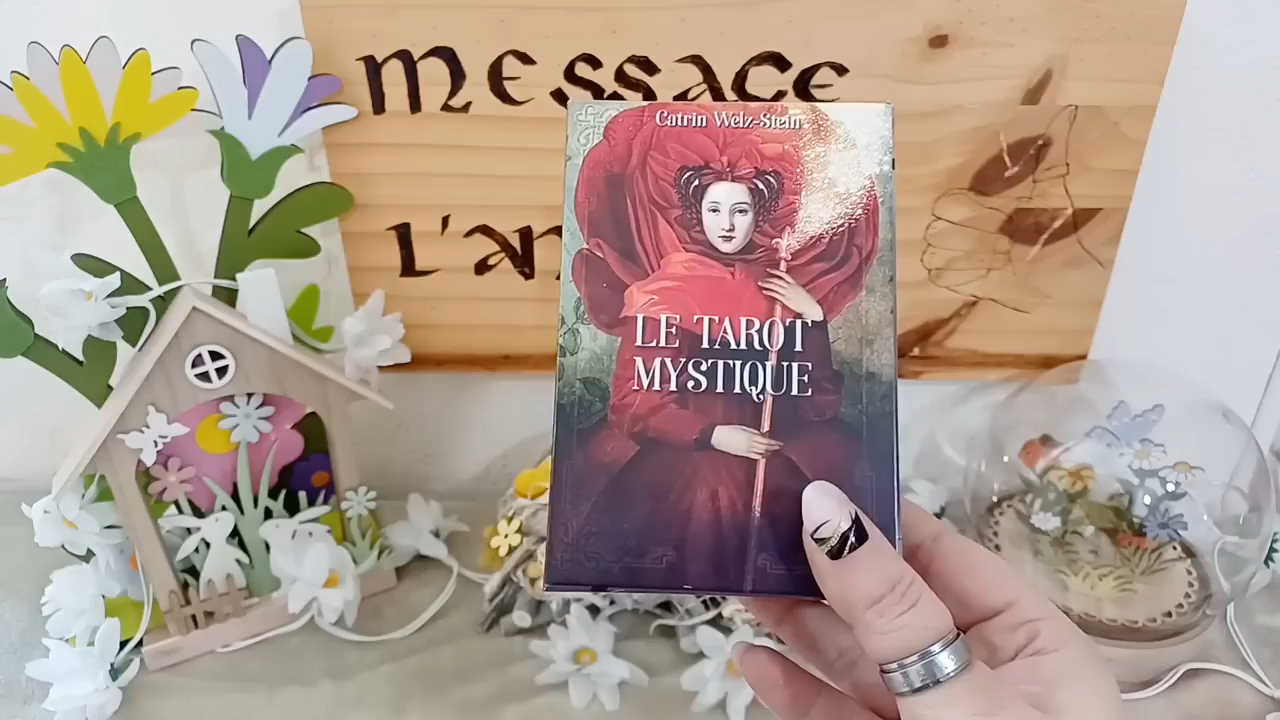 MESSAGE
L'AN
Catrin Welz-Stein
LE TAROT
MYSTIQUE